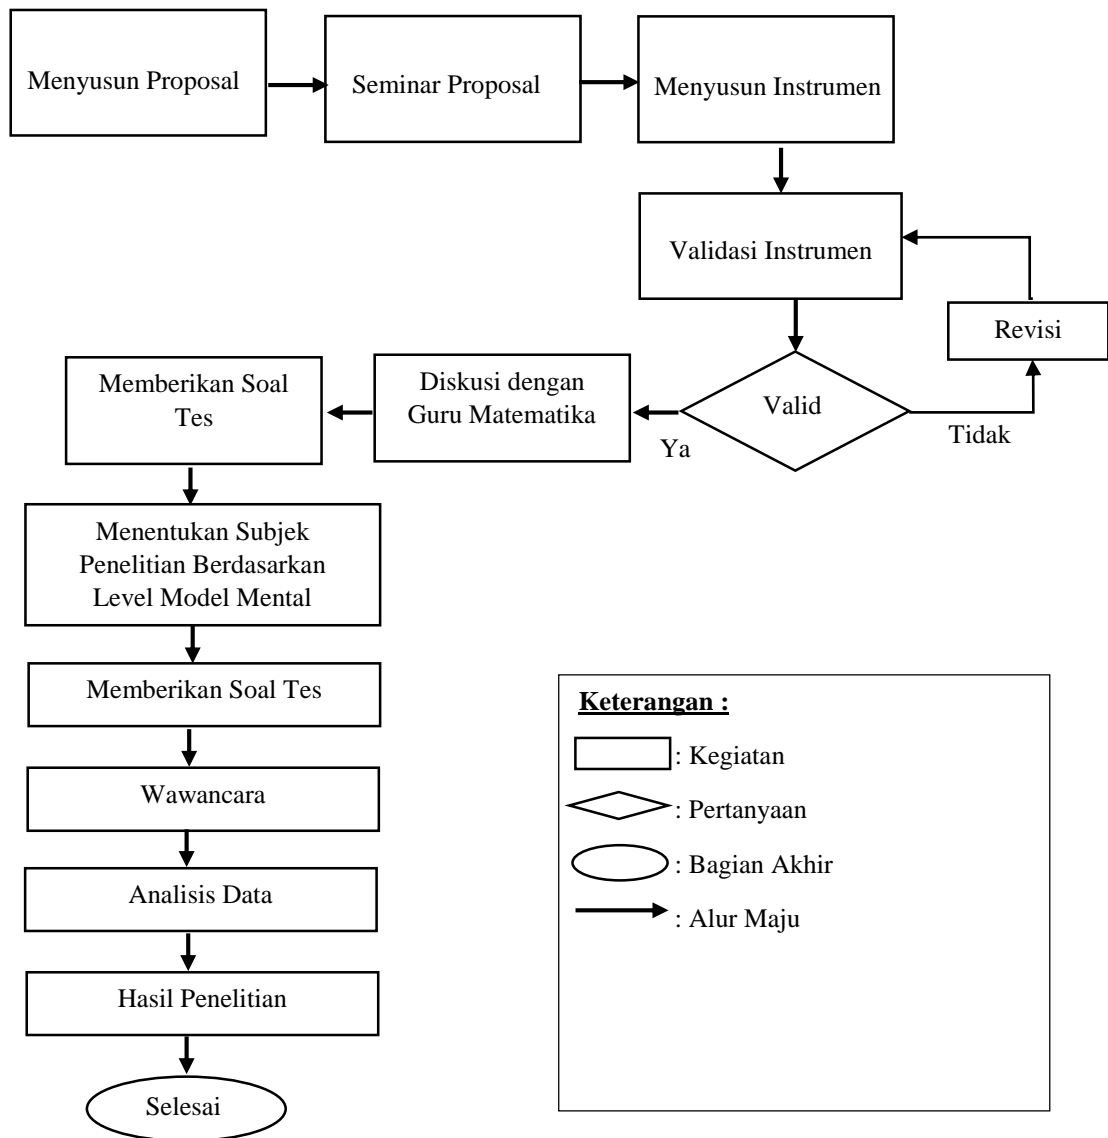 Menyusun Proposal
Seminar Proposal
Menyusun Instrumen
Validasi Instrumen
Revisi
Valid
Tidak
Ya
Diskusi dengan
Guru Matematika
Memberikan Soal
Tes
Menentukan Subjek
Penelitian Berdasarkan
Level Model Mental
Memberikan Soal Tes
Wawancara
Analisis Data
Hasil Penelitian
Selesai
Keterangan :
: Kegiatan
: Pertanyaan
: Bagian Akhir
: Alur Maju